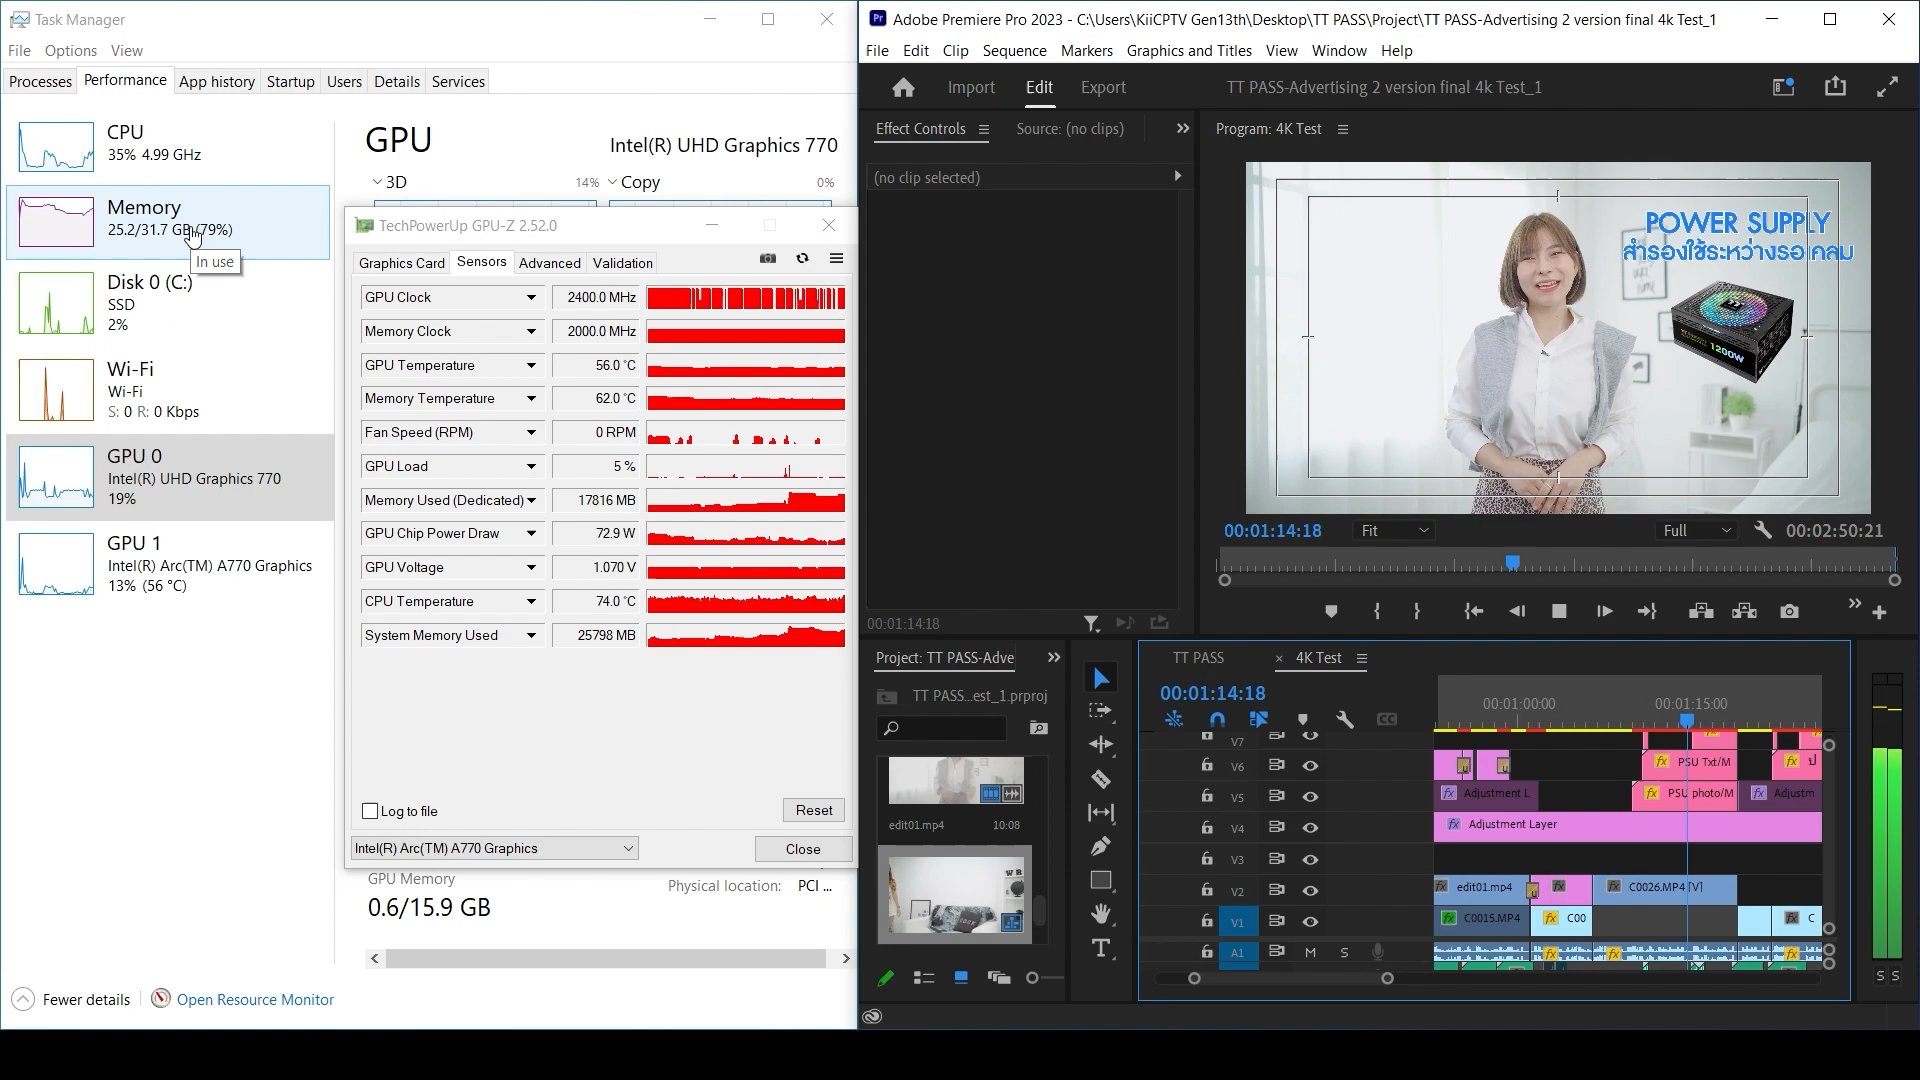 Task Manager
File Options View
Processes Performance App history Startup Users Details Services
CPU
35% 4.99 GHz
Memory
25.2/31.7 GB (79%)
In use
Disk 0 (C:)
SSD
2%
Wi-Fi
Wi-Fi
S: 0 R: 0 Kbps
GPU 0
Intel(R) UHD Graphics 770
19%
GPU 1
Intel(R) Arc(TM) A770 Graphics
13% (56 °C)
Fewer details
Open Resource Monitor
GPU
Intel(R) UHD Graphics 770
3D 14% Copy 0%
TechPowerUp GPU-Z 2.52.0
Graphics Card Sensors Advanced Validation
GPU Clock 2400.0 MHz
Memory Clock 2000.0 MHz
GPU Temperature 56.0 °C
Memory Temperature 62.0 °C
Fan Speed (RPM) 0 RPM
GPU Load 5 %
Memory Used (Dedicated) 17816 MB
GPU Chip Power Draw 72.9 W
GPU Voltage 1.070 V
CPU Temperature 74.0 °C
System Memory Used 25798 MB
Log to file
Reset
Intel(R) Arc(TM) A770 Graphics
Close
GPU Memory
0.6/15.9 GB
Physical location: PCI ...
Pr Adobe Premiere Pro 2023 - C:\Users\KiiCPTV Gen13th\Desktop\TT PASS\Project\TT PASS-Advertising 2 version final 4k Test_1
File Edit Clip Sequence Markers Graphics and Titles View Window Help
Import Edit Export
TT PASS-Advertising 2 version final 4k Test_1
Effect Controls Source: (no clips)
(no clip selected)
00:01:14:18
Program: 4K Test
POWER SUPPLY
สำรองใช้ระหว่างรอเคลม
1200W
00:01:14:18 Fit Full 00:02:50:21
Project: TT PASS-Adve
TT PASS...est_1.prproj
edit01.mp4 10:08
TT PASS × 4K Test
00:01:14:18
00:01:00:00 00:01:15:00
V7
V6 fx PSU Txt/M fx
V5 fx Adjustment L fx PSU photo/M fx Adjustm
V4 fx Adjustment Layer
V3
V2 fx edit01.mp4 fx fx C0026.MP4 [V]
V1 fx C0015.MP4 fx C00 fx C
A1 M S
S S